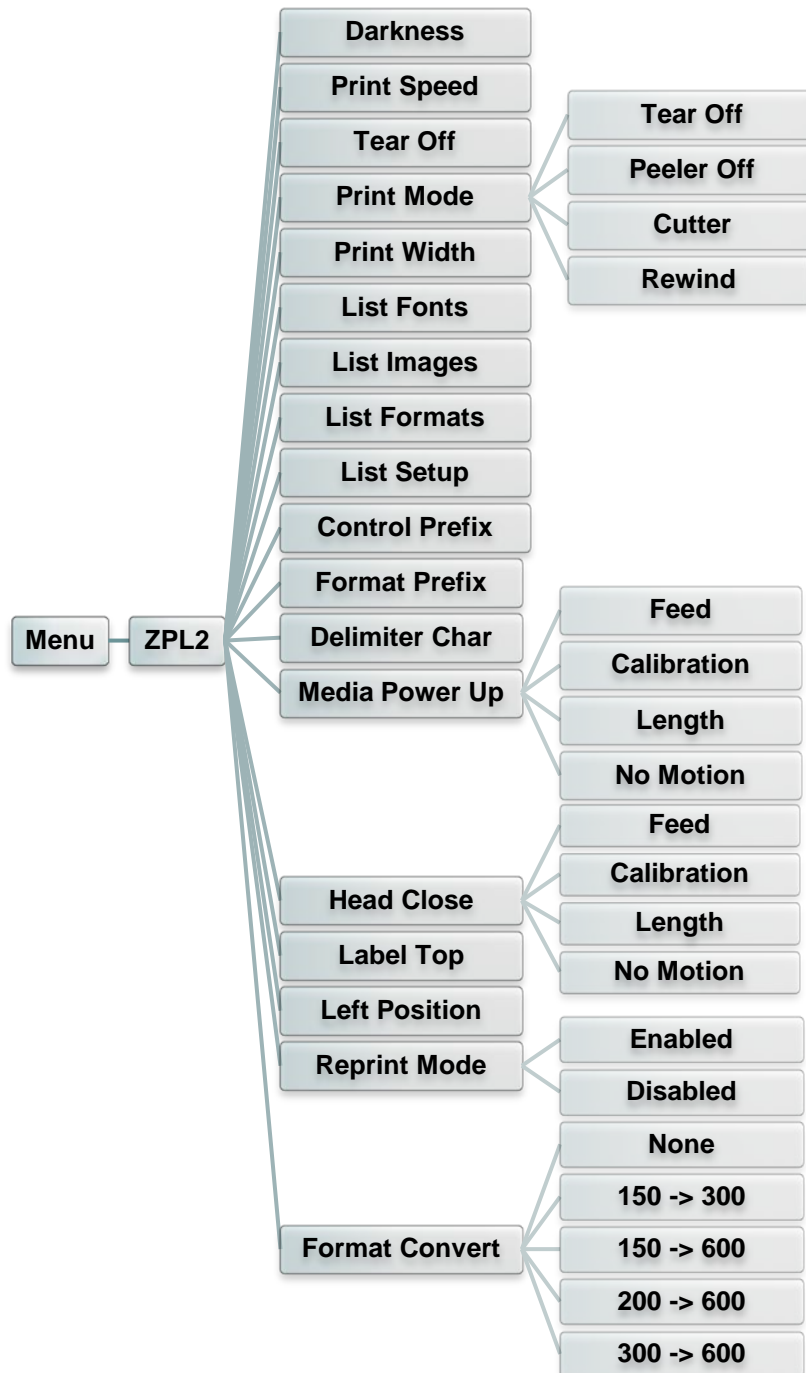 Menu
ZPL2
Darkness
Print Speed
Tear Off
Print Mode
Tear Off
Peeler Off
Cutter
Rewind
Print Width
List Fonts
List Images
List Formats
List Setup
Control Prefix
Format Prefix
Delimiter Char
Media Power Up
Feed
Calibration
Length
No Motion
Head Close
Feed
Calibration
Length
No Motion
Label Top
Left Position
Reprint Mode
Enabled
Disabled
Format Convert
None
150 -> 300
150 -> 600
200 -> 600
300 -> 600